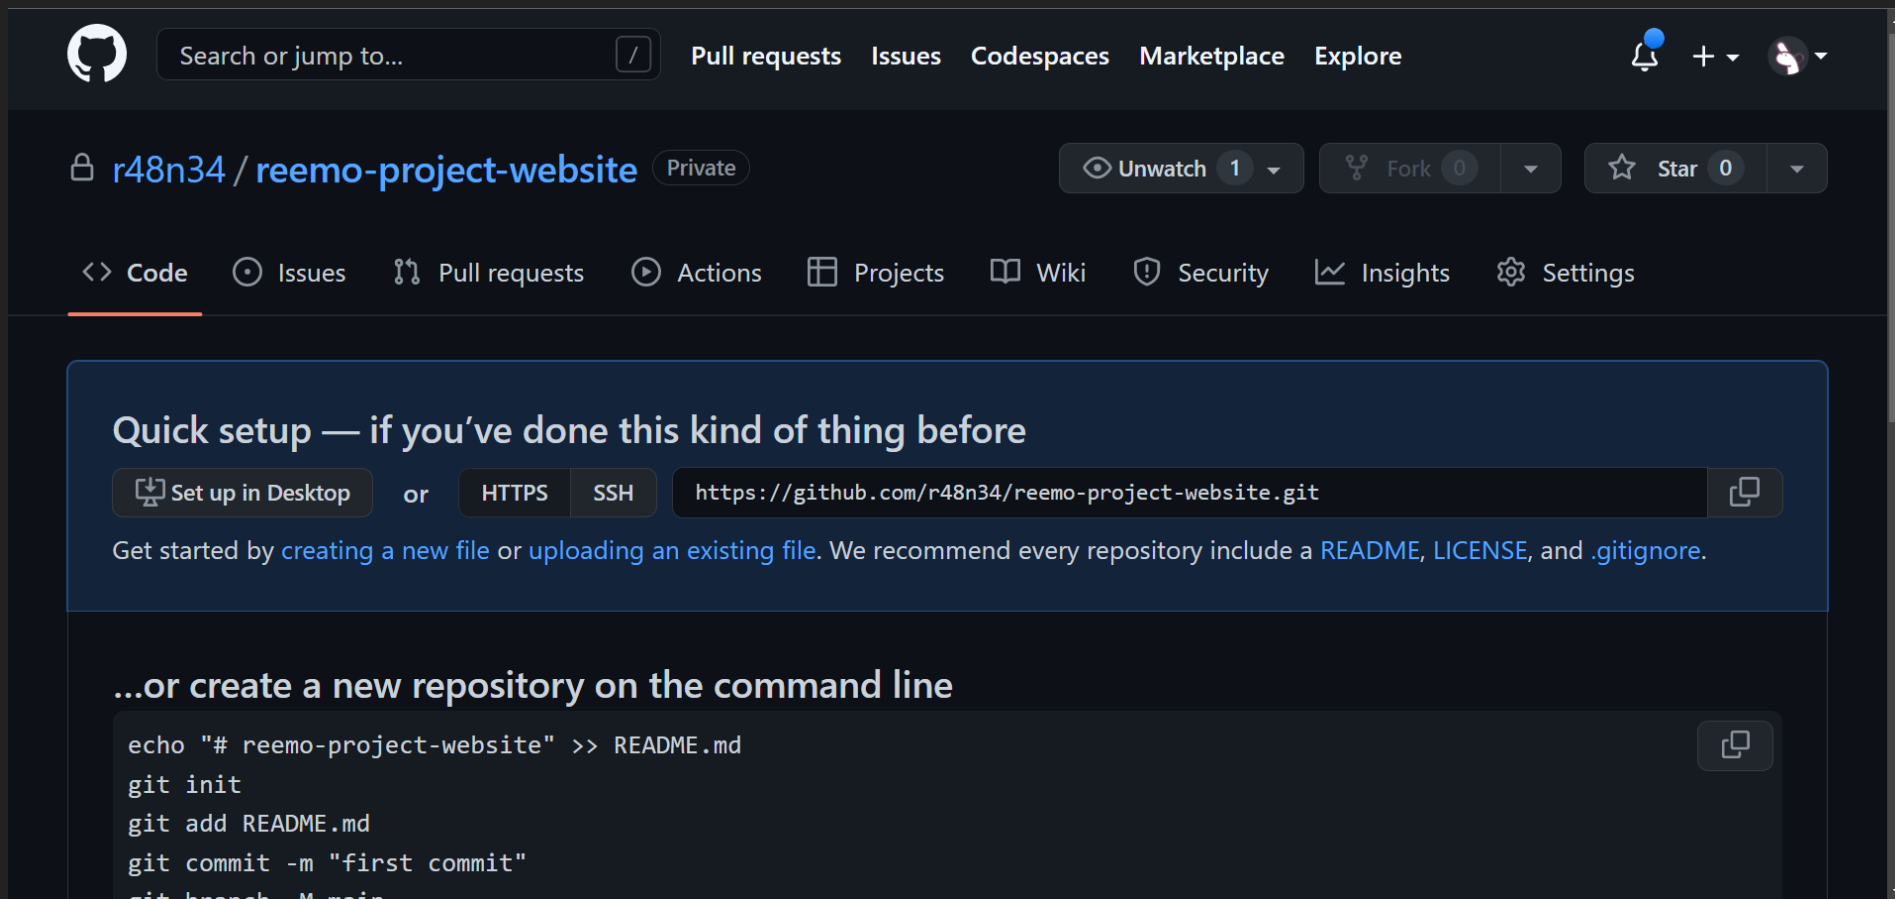 Search or jump to... / Pull requests Issues Codespaces Marketplace Explore
r48n34 / reemo-project-website Private Unwatch 1 Fork 0 Star 0
Code Issues Pull requests Actions Projects Wiki Security Insights Settings
Quick setup — if you’ve done this kind of thing before
Set up in Desktop or HTTPS SSH https://github.com/r48n34/reemo-project-website.git
Get started by creating a new file or uploading an existing file. We recommend every repository include a README, LICENSE, and .gitignore.
…or create a new repository on the command line
echo "# reemo-project-website" >> README.md
git init
git add README.md
git commit -m "first commit"
git branch -M main